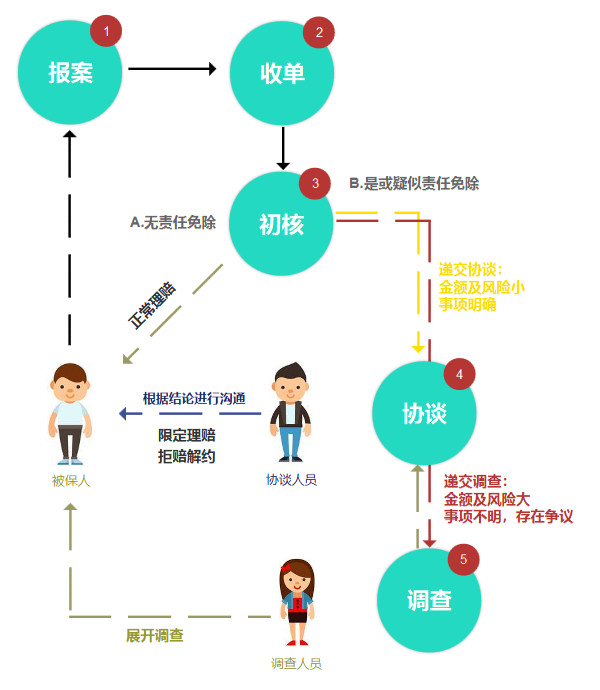 1
报案
2
收单
3
初核
A.无责任免除
B.是或疑似责任免除
正常理赔
递交协谈：
金额及风险小
事项明确
4
协谈
根据结论进行沟通
限定理赔
拒赔解约
被保人
协谈人员
递交调查：
金额及风险大
事项不明，存在争议
5
调查
展开调查
调查人员